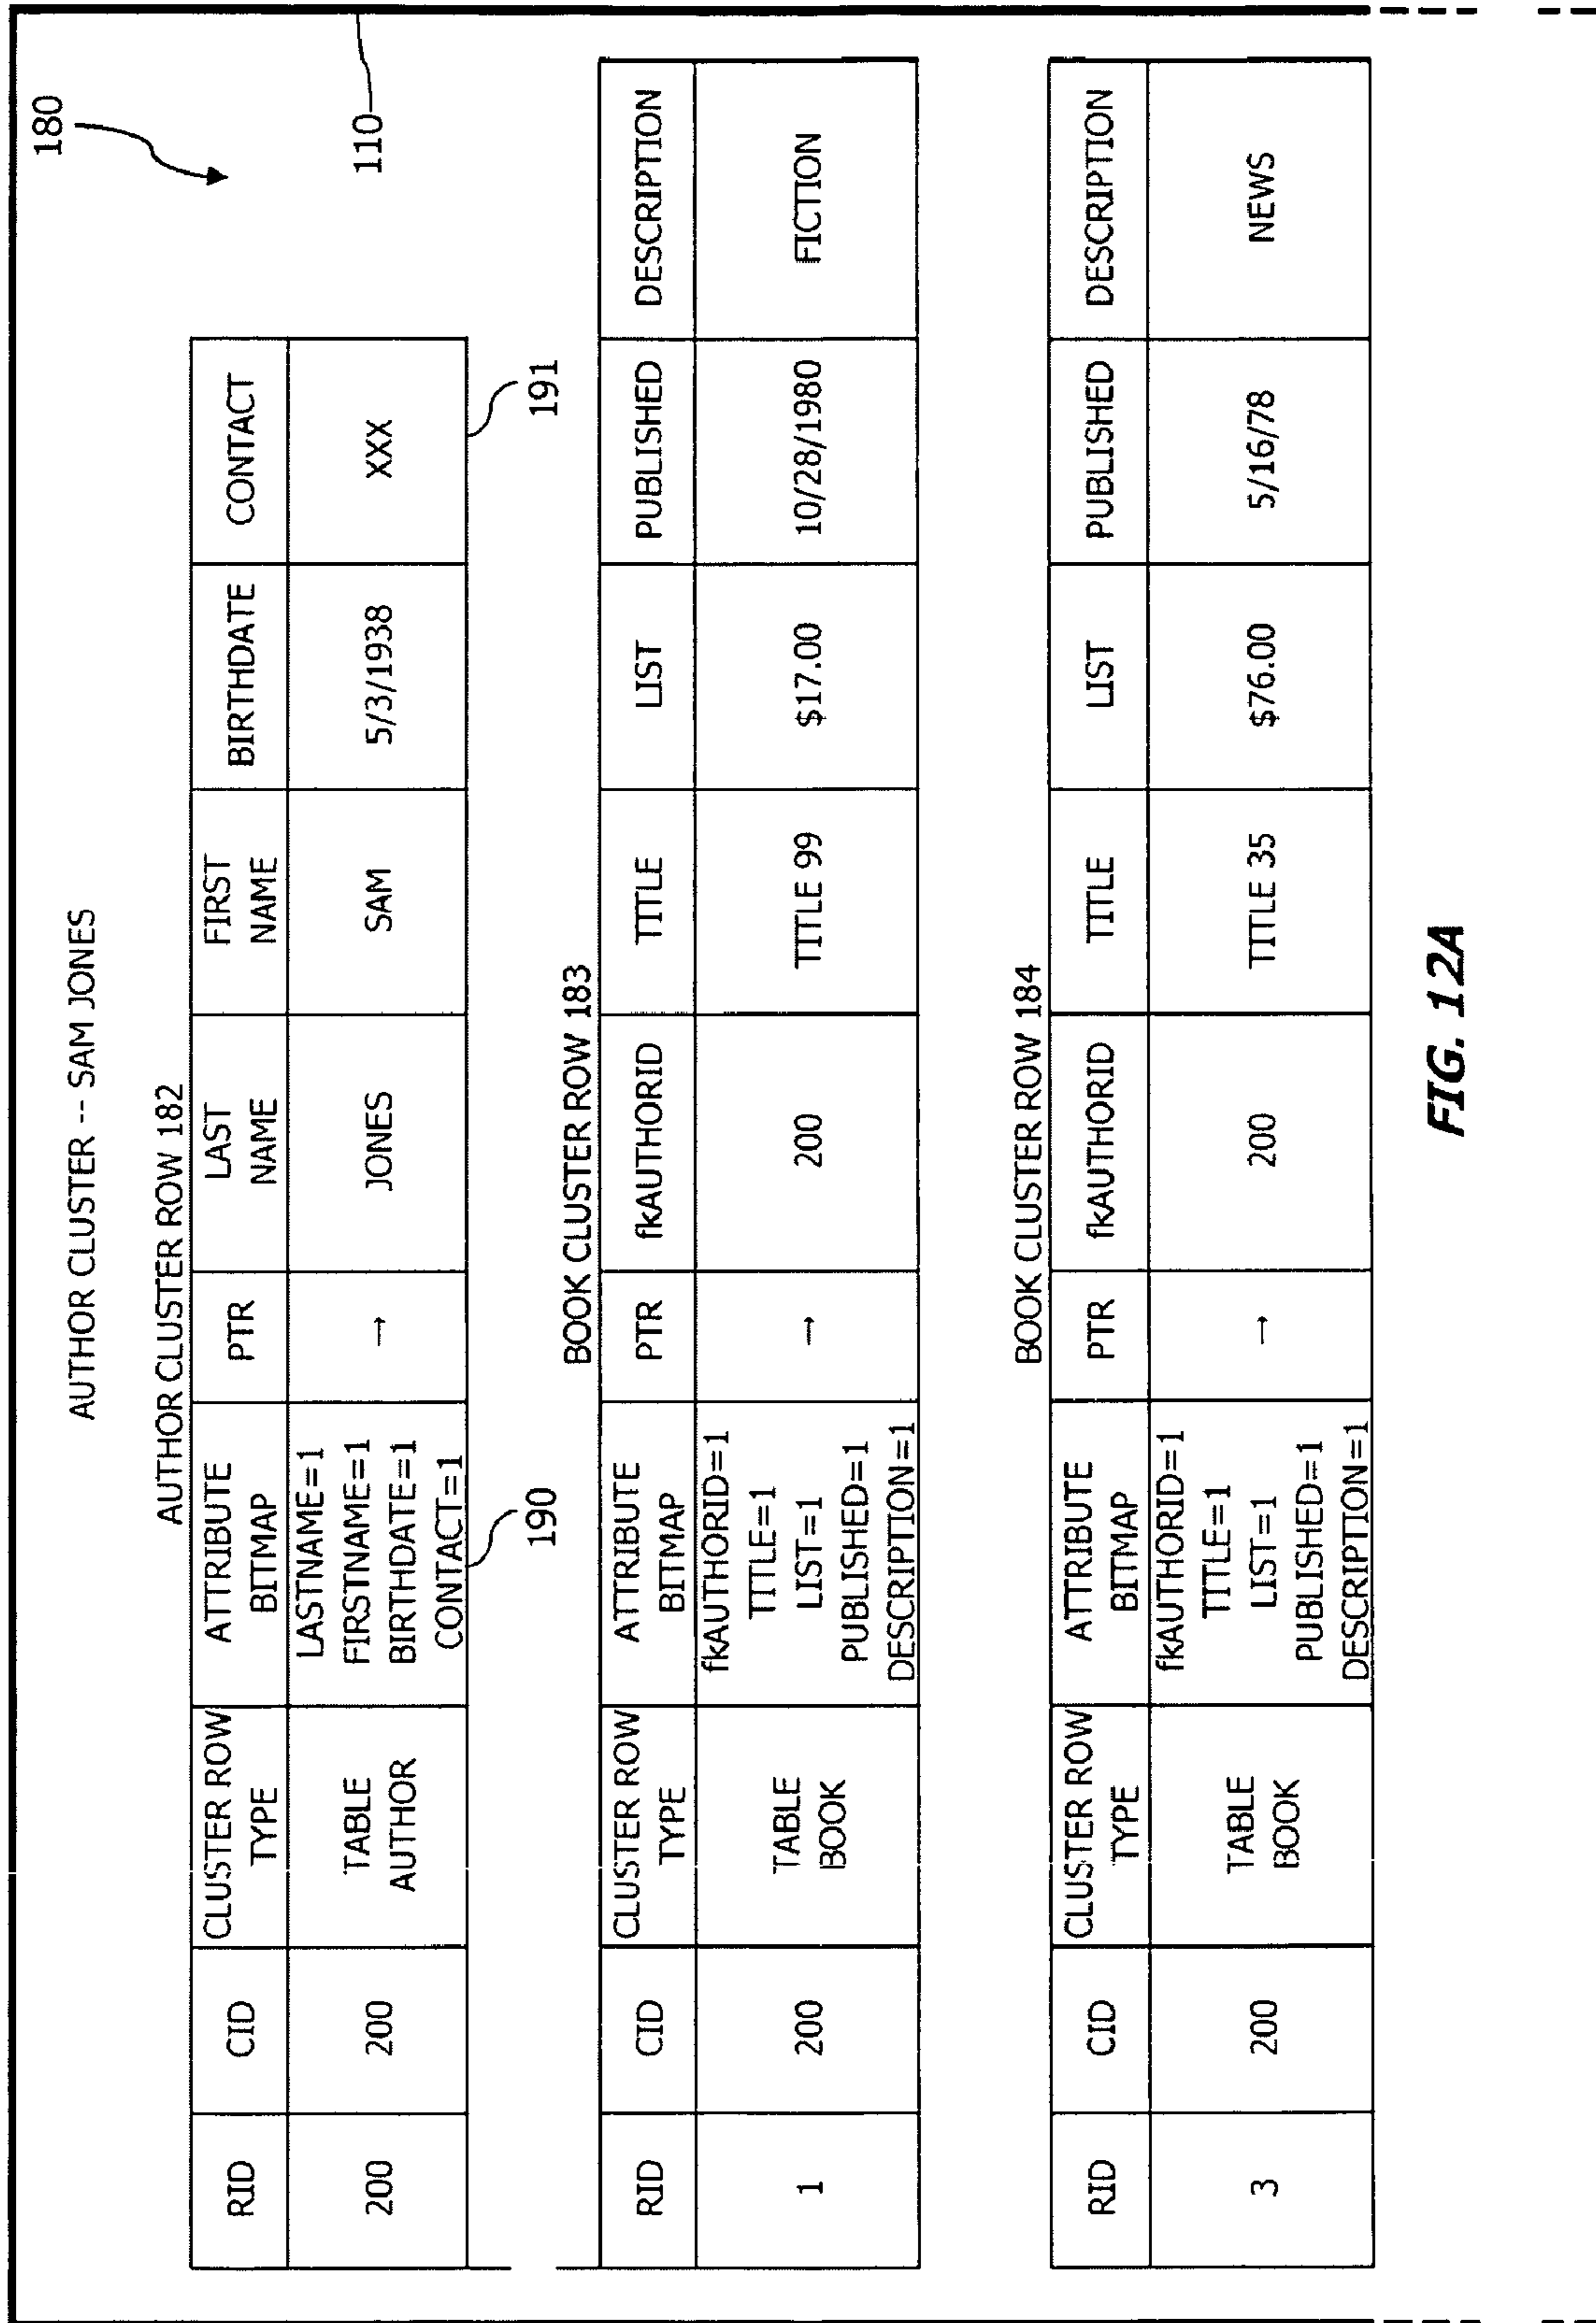 180
AUTHOR CLUSTER -- SAM JONES
110
AUTHOR CLUSTER ROW 182
RID CID CLUSTER ROW TYPE ATTRIBUTE BITMAP PTR LAST NAME FIRST NAME BIRTHDATE CONTACT
200 200 TABLE AUTHOR LASTNAME=1 FIRSTNAME=1 BIRTHDATE=1 CONTACT=1 → JONES SAM 5/3/1938 XXX
190 191
BOOK CLUSTER ROW 183
RID CID CLUSTER ROW TYPE ATTRIBUTE BITMAP PTR fkAUTHORID TITLE LIST PUBLISHED DESCRIPTION
1 200 TABLE BOOK fkAUTHORID=1 TITLE=1 LIST=1 PUBLISHED=1 DESCRIPTION=1 → 200 TITLE 99 $17.00 10/28/1980 FICTION
BOOK CLUSTER ROW 184
RID CID CLUSTER ROW TYPE ATTRIBUTE BITMAP PTR fkAUTHORID TITLE LIST PUBLISHED DESCRIPTION
3 200 TABLE BOOK fkAUTHORID=1 TITLE=1 LIST=1 PUBLISHED=1 DESCRIPTION=1 → 200 TITLE 35 $76.00 5/16/78 NEWS
FIG. 12A